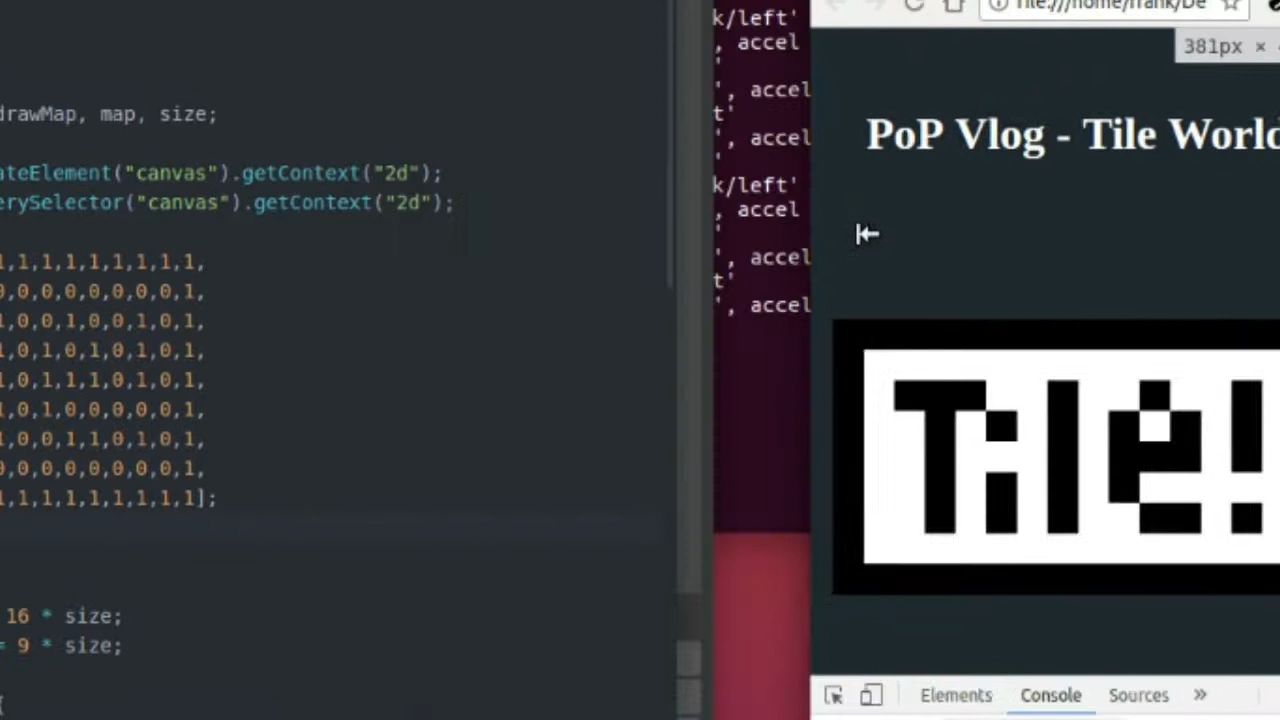 drawMap, map, size;
ateElement("canvas").getContext("2d");
erySelector("canvas").getContext("2d");
1,1,1,1,1,1,1,1,1,
0,0,0,0,0,0,0,0,1,
1,0,0,1,0,0,1,0,1,
1,0,1,0,1,0,1,0,1,
1,0,1,1,1,0,1,0,1,
1,0,1,0,0,0,0,0,1,
1,0,0,1,1,0,1,0,1,
0,0,0,0,0,0,0,0,1,
1,1,1,1,1,1,1,1,1];
16 * size;
= 9 * size;
{
k/left'
, accel
'
', accel
t'
', accel
'
k/left'
, accel
'
', accel
t'
', accel
file:///home/frank/De
381px ×
PoP Vlog - Tile World
Tile!
Elements Console Sources »